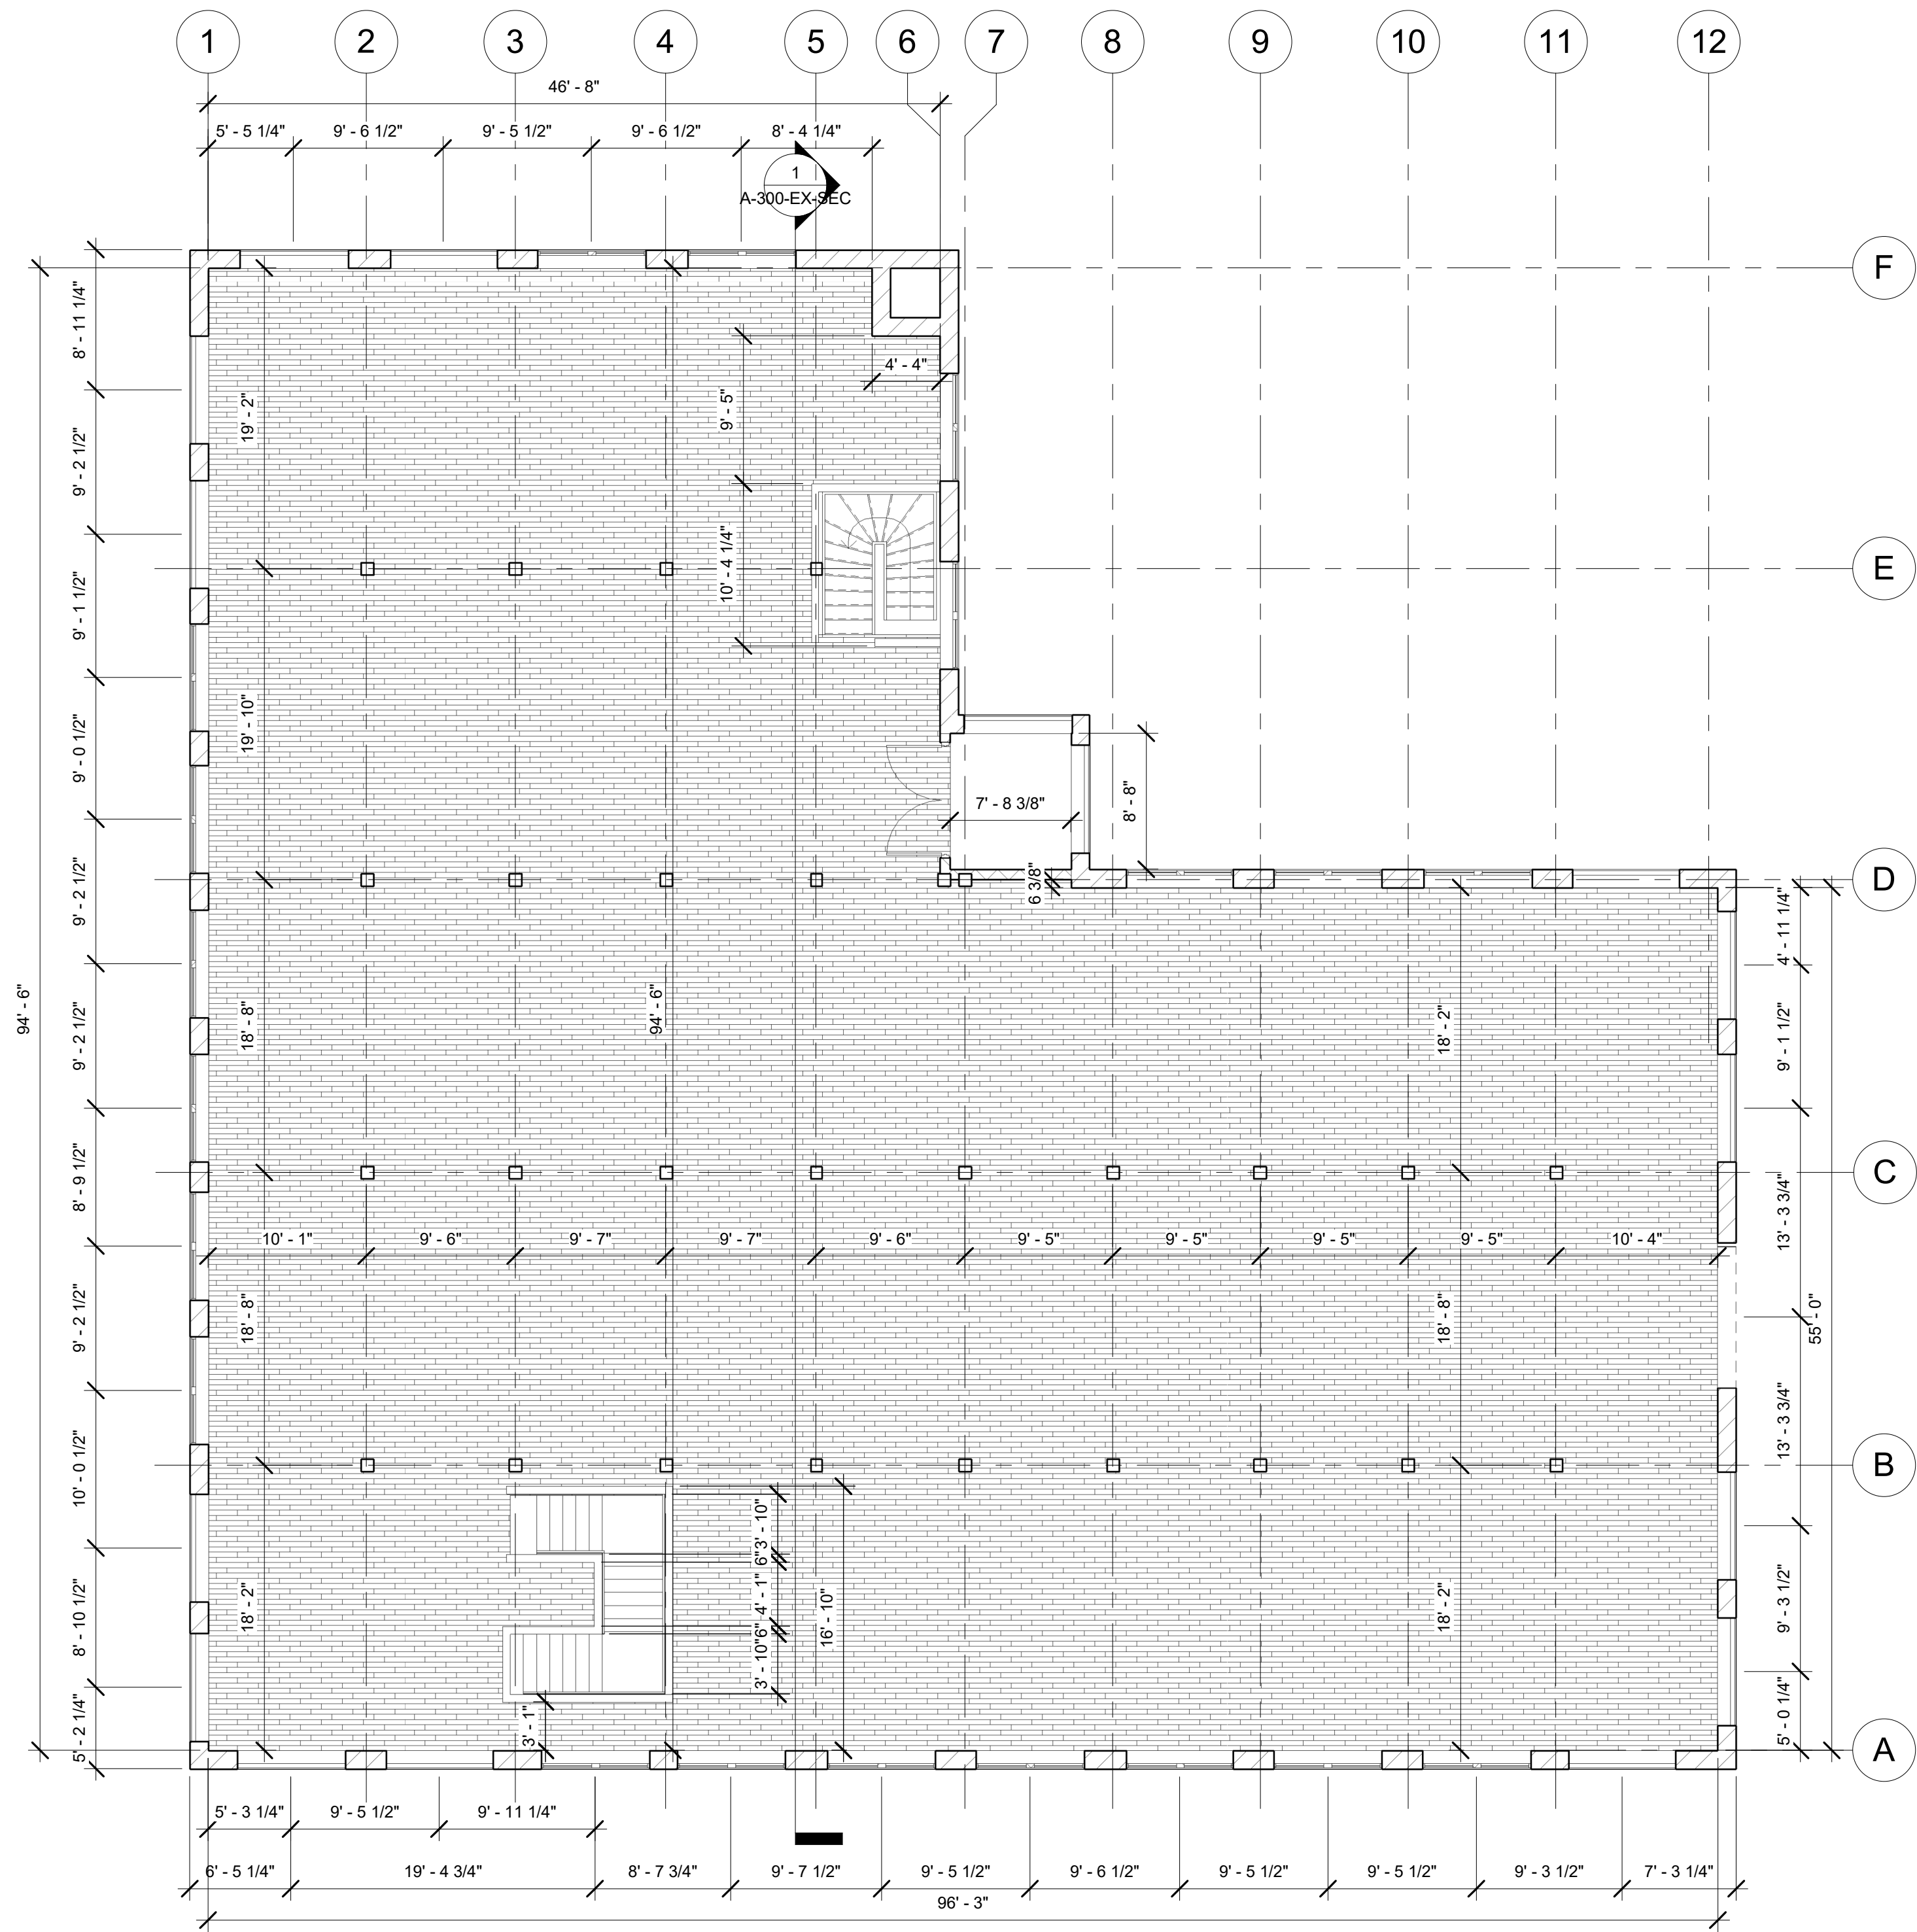 1 2 3 4 5 6 7 8 9 10 11 12
46' - 8"
5' - 5 1/4" 9' - 6 1/2" 9' - 5 1/2" 9' - 6 1/2" 8' - 4 1/4"
1
A-300-EX-SEC
F
E
D
C
B
A
94' - 6"
8' - 11 1/4"
9' - 2 1/2"
9' - 1 1/2"
9' - 0 1/2"
9' - 2 1/2"
9' - 2 1/2"
8' - 9 1/2"
9' - 2 1/2"
10' - 0 1/2"
8' - 10 1/2"
5' - 2 1/4"
19' - 2"
19' - 10"
18' - 8"
18' - 8"
18' - 2"
94' - 6"
9' - 5"
10' - 4 1/4"
4' - 4"
7' - 8 3/8"
8' - 8"
6 3/8"
18' - 2"
18' - 8"
18' - 2"
4' - 11 1/4"
9' - 1 1/2"
13' - 3 3/4"
13' - 3 3/4"
9' - 3 1/2"
5' - 0 1/4"
55' - 0"
10' - 1" 9' - 6" 9' - 7" 9' - 7" 9' - 6" 9' - 5" 9' - 5" 9' - 5" 9' - 5" 10' - 4"
3' - 10"
6"
4' - 1"
6"
3' - 10"
16' - 10"
3' - 1"
5' - 3 1/4" 9' - 5 1/2" 9' - 11 1/4"
6' - 5 1/4" 19' - 4 3/4" 8' - 7 3/4" 9' - 7 1/2" 9' - 5 1/2" 9' - 6 1/2" 9' - 5 1/2" 9' - 5 1/2" 9' - 3 1/2" 7' - 3 1/4"
96' - 3"